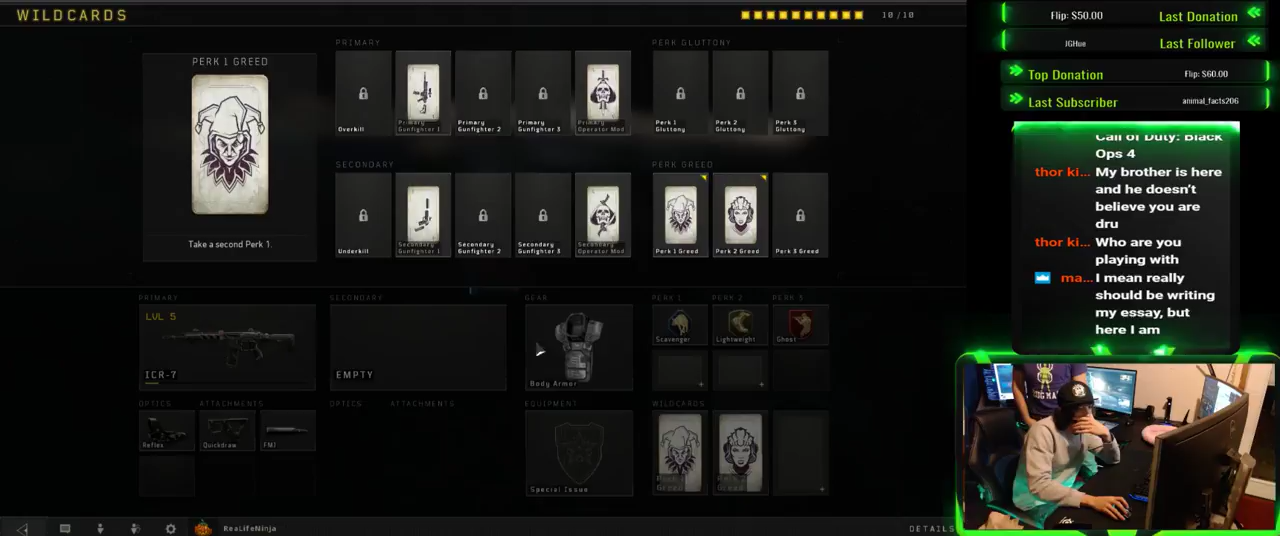 WILDCARDS
10/10
PERK 1 GREED
Take a second Perk 1.
PRIMARY
Overkill
Primary Gunfighter 1
Primary Gunfighter 2
Primary Gunfighter 3
Primary Operator Mod
PERK GLUTTONY
Perk 1 Gluttony
Perk 2 Gluttony
Perk 3 Gluttony
SECONDARY
Underkill
Secondary Gunfighter 1
Secondary Gunfighter 2
Secondary Gunfighter 3
Secondary Operator Mod
PERK GREED
Perk 1 Greed
Perk 2 Greed
Perk 3 Greed
PRIMARY
LVL 5
ICR-7
SECONDARY
EMPTY
GEAR
Body Armor
PERK 1
PERK 2
PERK 3
Scavenger
Lightweight
Ghost
OPTICS
ATTACHMENTS
Reflex
Quickdraw
FMJ
OPTICS
ATTACHMENTS
EQUIPMENT
Special Issue
WILDCARDS
Perk 1 Greed
Perk 2 Greed
ReaLifeNinja
DETAILS
Flip: $50.00
Last Donation
JGHue
Last Follower
Top Donation
Flip: $60.00
Last Subscriber
animal_facts206
Call of Duty: Black
Ops 4
thor ki... My brother is here
and he doesn't
believe you are
dru
thor ki... Who are you
playing with
ma... I mean really
should be writing
my essay, but
here I am